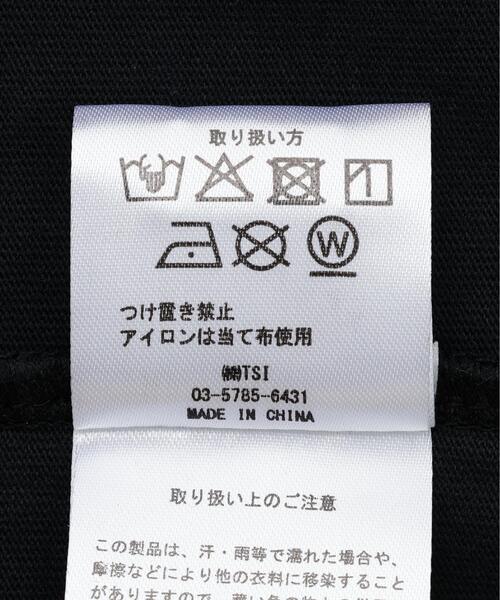 取り扱い方
W
つけ置き禁止
アイロンは当て布使用
㈱TSI
03-5785-6431
MADE IN CHINA
取り扱い上のご注意
この製品は、汗・雨等で濡れた場合や、
摩擦などにより他の衣料に移染すること
がありますので、